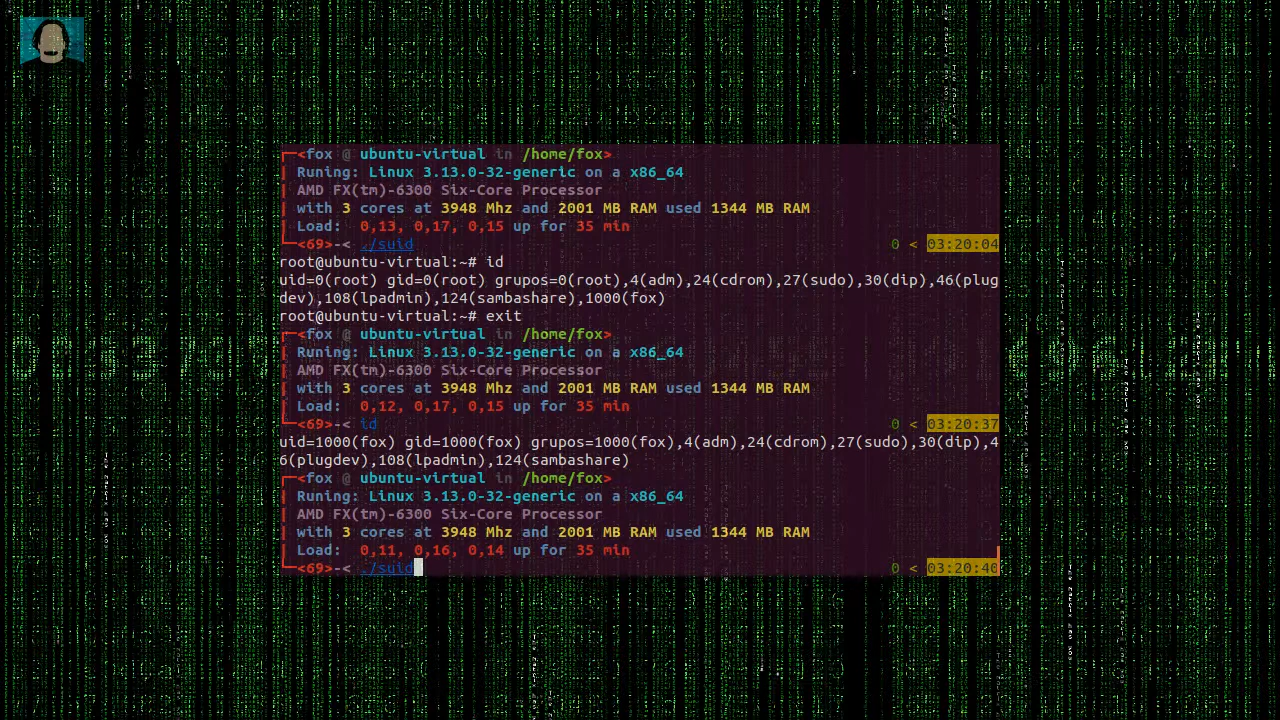 ┌─<fox @ ubuntu-virtual in /home/fox>
| Runing: Linux 3.13.0-32-generic on a x86_64
| AMD FX(tm)-6300 Six-Core Processor
| with 3 cores at 3948 Mhz and 2001 MB RAM used 1344 MB RAM
| Load:  0,13, 0,17, 0,15 up for 35 min
└─<69>-< ./suid 0 < 03:20:04
root@ubuntu-virtual:~# id
uid=0(root) gid=0(root) grupos=0(root),4(adm),24(cdrom),27(sudo),30(dip),46(plug
dev),108(lpadmin),124(sambashare),1000(fox)
root@ubuntu-virtual:~# exit
┌─<fox @ ubuntu-virtual in /home/fox>
| Runing: Linux 3.13.0-32-generic on a x86_64
| AMD FX(tm)-6300 Six-Core Processor
| with 3 cores at 3948 Mhz and 2001 MB RAM used 1344 MB RAM
| Load:  0,12, 0,17, 0,15 up for 35 min
└─<69>-< id 0 < 03:20:37
uid=1000(fox) gid=1000(fox) grupos=1000(fox),4(adm),24(cdrom),27(sudo),30(dip),4
6(plugdev),108(lpadmin),124(sambashare)
┌─<fox @ ubuntu-virtual in /home/fox>
| Runing: Linux 3.13.0-32-generic on a x86_64
| AMD FX(tm)-6300 Six-Core Processor
| with 3 cores at 3948 Mhz and 2001 MB RAM used 1344 MB RAM
| Load:  0,11, 0,16, 0,14 up for 35 min
└─<69>-< ./suid 0 < 03:20:40